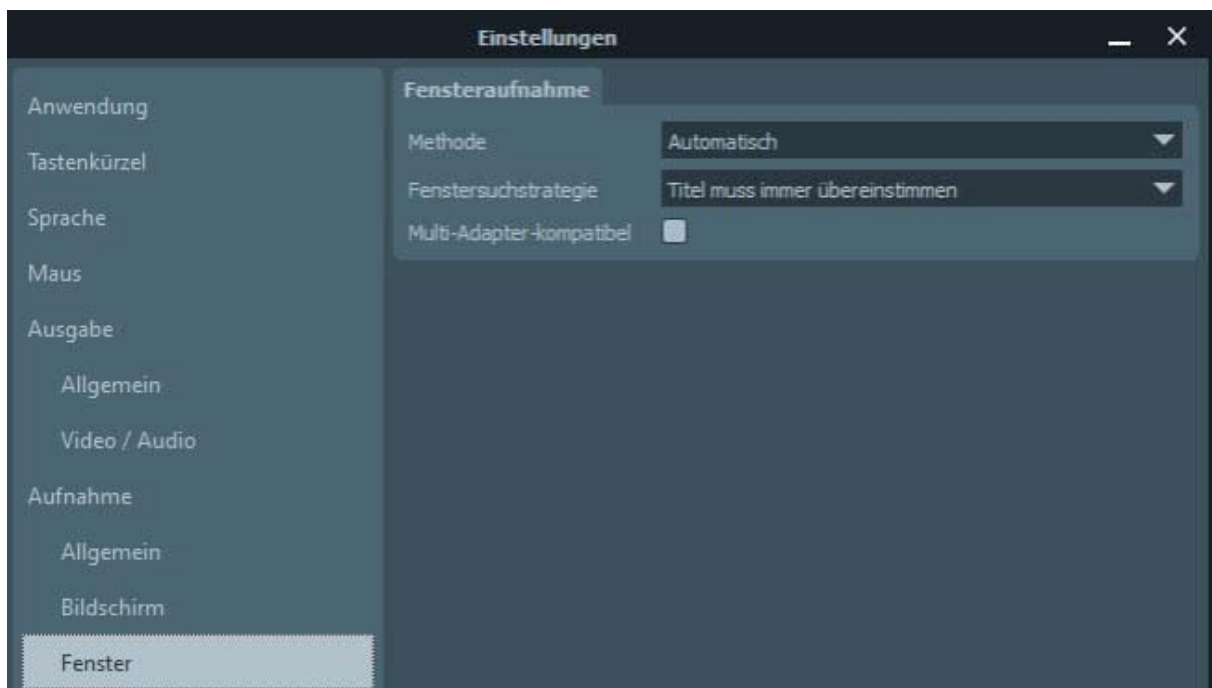 Einstellungen
Anwendung
Tastenkürzel
Sprache
Maus
Ausgabe
Allgemein
Video / Audio
Aufnahme
Allgemein
Bildschirm
Fenster
Fensteraufnahme
Methode Automatisch
Fenstersuchstrategie Titel muss immer übereinstimmen
Multi-Adapter-kompatibel